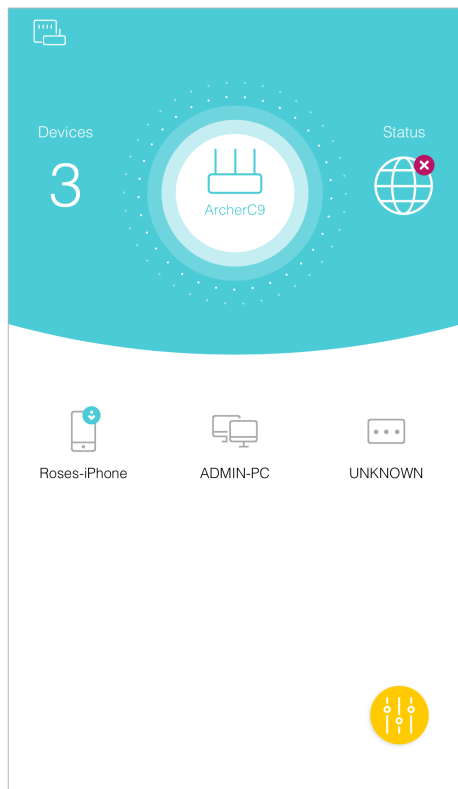 Devices
3
ArcherC9
Status
Roses-iPhone
ADMIN-PC
UNKNOWN